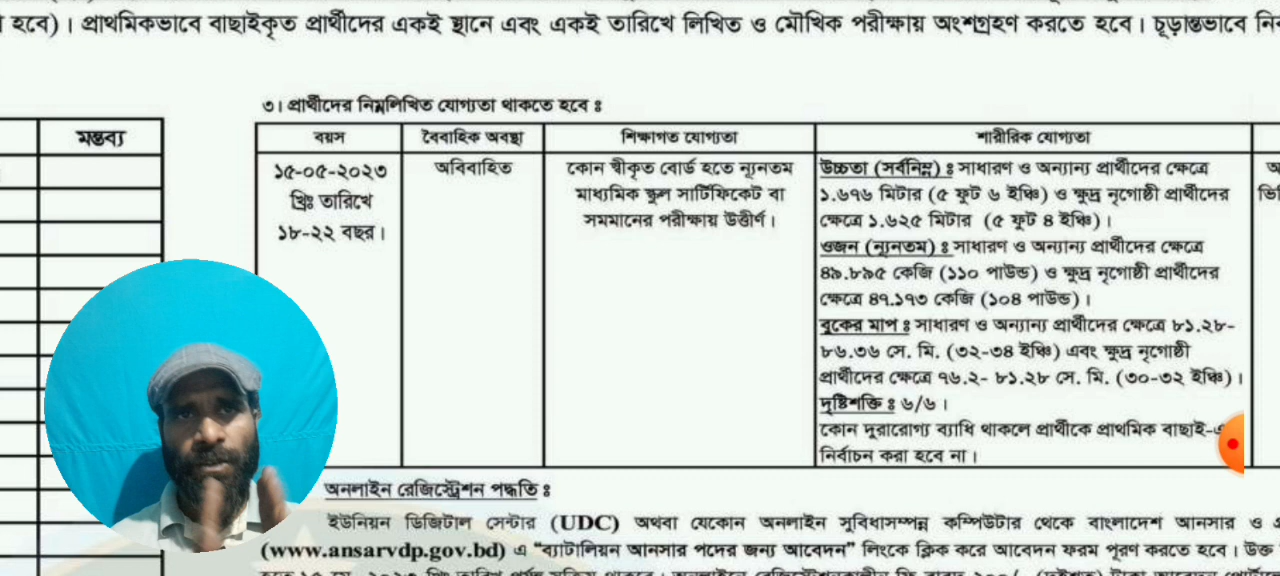 হবে)। প্রাথমিকভাবে বাছাইকৃত প্রার্থীদের একই স্থানে এবং একই তারিখে লিখিত ও মৌখিক পরীক্ষায় অংশগ্রহণ করতে হবে। চূড়ান্তভাবে
৩। প্রার্থীদের নিম্নলিখিত যোগ্যতা থাকতে হবে ঃ
মন্তব্য
বয়স
বৈবাহিক অবস্থা
শিক্ষাগত যোগ্যতা
শারীরিক যোগ্যতা
১৫-০৫-২০২৩
খ্রিঃ তারিখে
১৮-২২ বছর।
অবিবাহিত
কোন স্বীকৃত বোর্ড হতে ন্যূনতম
মাধ্যমিক স্কুল সার্টিফিকেট বা
সমমানের পরীক্ষায় উত্তীর্ণ।
উচ্চতা (সর্বনিম্ন) ঃ সাধারণ ও অন্যান্য প্রার্থীদের ক্ষেত্রে
১.৬৭৬ মিটার (৫ ফুট ৬ ইঞ্চি) ও ক্ষুদ্র নৃগোষ্ঠী প্রার্থীদের
ক্ষেত্রে ১.৬২৫ মিটার (৫ ফুট ৪ ইঞ্চি)।
ওজন (ন্যূনতম) ঃ সাধারণ ও অন্যান্য প্রার্থীদের ক্ষেত্রে
৪৯.৮৯৫ কেজি (১১০ পাউন্ড) ও ক্ষুদ্র নৃগোষ্ঠী প্রার্থীদের
ক্ষেত্রে ৪৭.১৭৩ কেজি (১০৪ পাউন্ড)।
বুকের মাপ ঃ সাধারণ ও অন্যান্য প্রার্থীদের ক্ষেত্রে ৮১.২৮-
৮৬.৩৬ সে. মি. (৩২-৩৪ ইঞ্চি) এবং ক্ষুদ্র নৃগোষ্ঠী
প্রার্থীদের ক্ষেত্রে ৭৬.২- ৮১.২৮ সে. মি. (৩০-৩২ ইঞ্চি)।
দৃষ্টিশক্তি ঃ ৬/৬।
কোন দুরারোগ্য ব্যাধি থাকলে প্রার্থীকে প্রাথমিক বাছাই-
নির্বাচন করা হবে না।
অনলাইন রেজিস্ট্রেশন পদ্ধতি ঃ
ইউনিয়ন ডিজিটাল সেন্টার (UDC) অথবা যেকোন অনলাইন সুবিধাসম্পন্ন কম্পিউটার থেকে বাংলাদেশ আনসার ও
(www.ansarvdp.gov.bd) এ “ব্যাটালিয়ন আনসার পদের জন্য আবেদন” লিংকে ক্লিক করে আবেদন ফরম পূরণ করতে হবে। উক্ত